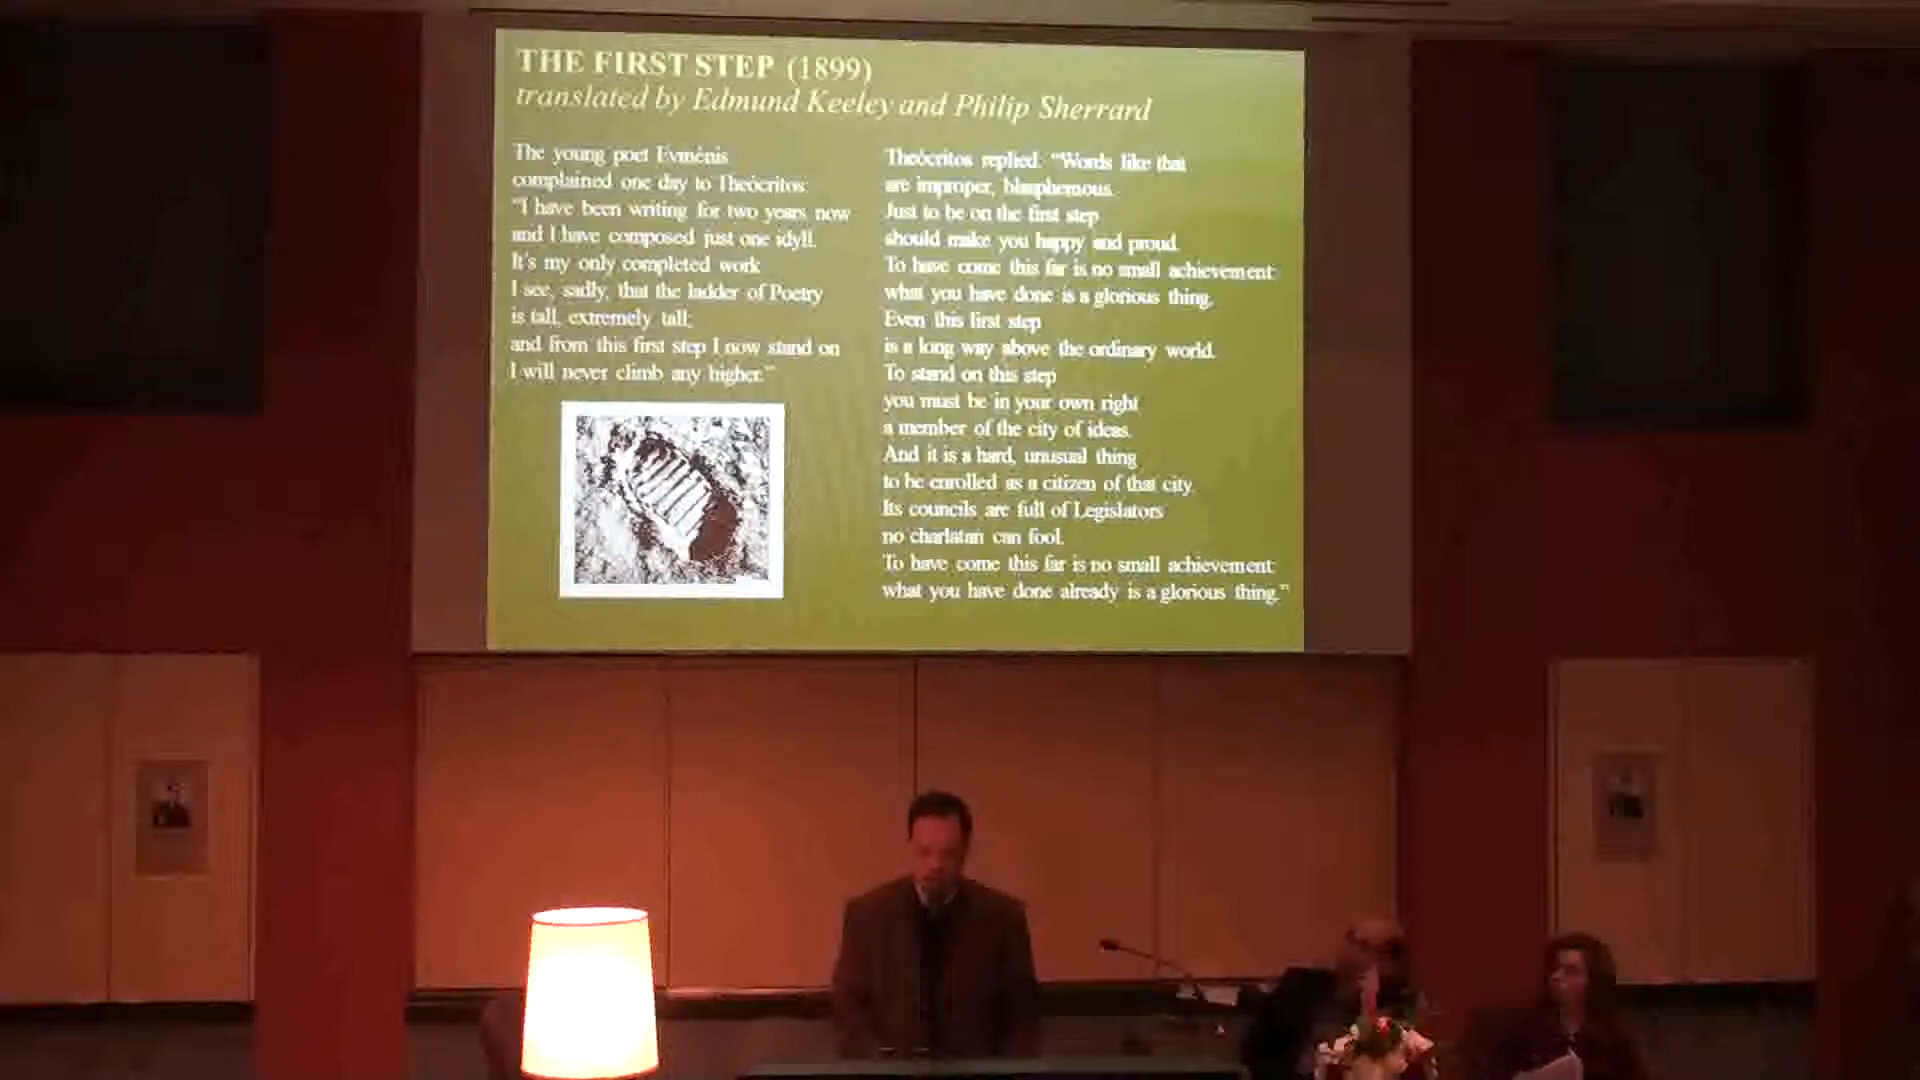 THE FIRST STEP (1899)
translated by Edmund Keeley and Philip Sherrard
The young poet Evménis
complained one day to Theócritos:
"I have been writing for two years now
and I have composed just one idyll.
It's my only completed work
I see, sadly, that the ladder of Poetry
is tall, extremely tall;
and from this first step I now stand on
I will never climb any higher."
Theócritos replied: "Words like that
are improper, blasphemous.
Just to be on the first step
should make you happy and proud.
To have come this far is no small achievement:
what you have done is a glorious thing.
Even this first step
is a long way above the ordinary world.
To stand on this step
you must be in your own right
a member of the city of ideas.
And it is a hard, unusual thing
to be enrolled as a citizen of that city.
Its councils are full of Legislators
no charlatan can fool.
To have come this far is no small achievement:
what you have done already is a glorious thing."